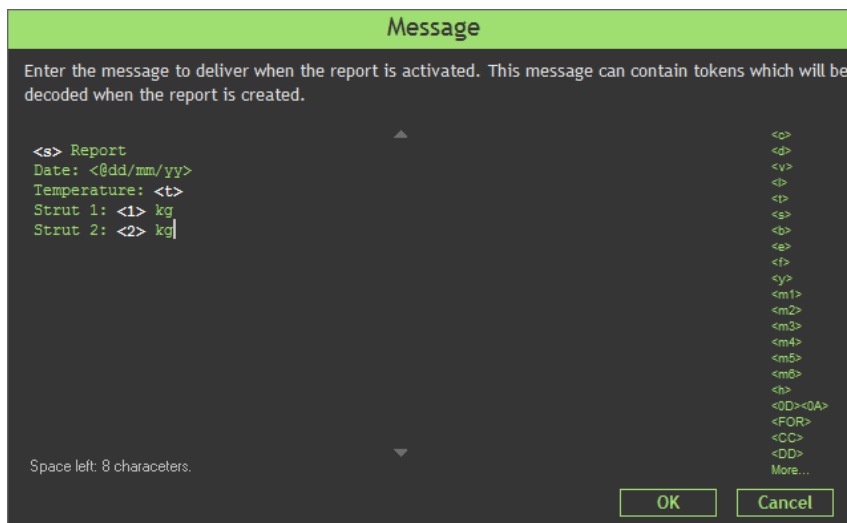 Message
Enter the message to deliver when the report is activated. This message can contain tokens which will be
decoded when the report is created.
<s> Report
Date: <@dd/mm/yy>
Temperature: <t>
Strut 1: <1> kg
Strut 2: <2> kg
<c>
<d>
<v>
<l>
<t>
<s>
<b>
<e>
<f>
<y>
<m1>
<m2>
<m3>
<m4>
<m5>
<m6>
<h>
<0D><0A>
<FOR>
<CC>
<DD>
More...
Space left: 8 characeters.
OK
Cancel